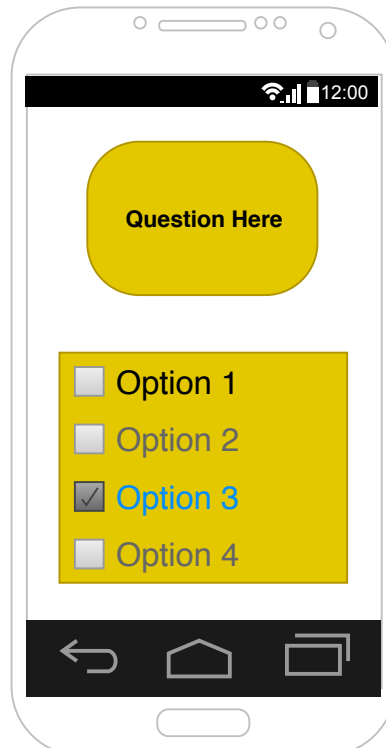 12:00
Question Here
Option 1
Option 2
Option 3
Option 4